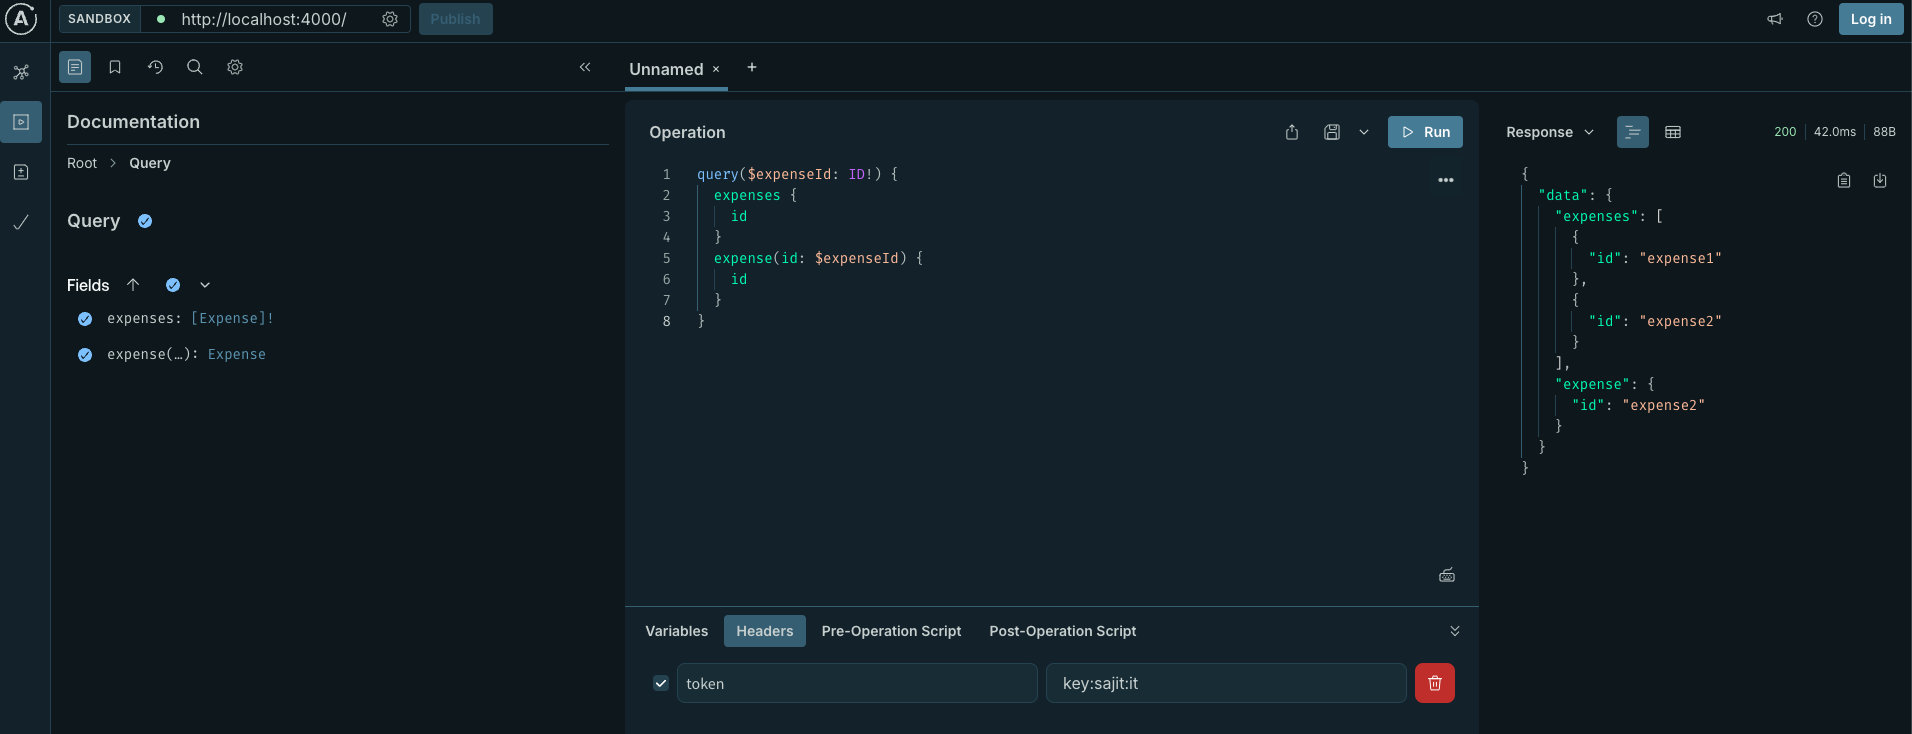 SANDBOX http://localhost:4000/ Publish Log in
Unnamed × +
Documentation
Root > Query
Query
Fields
expenses: [Expense]!
expense(…): Expense
Operation
Run
1 query($expenseId: ID!) {
2 expenses {
3 id
4 }
5 expense(id: $expenseId) {
6 id
7 }
8 }
Variables Headers Pre-Operation Script Post-Operation Script
token key:sajit:it
Response 200 42.0ms 88B
{
"data": {
"expenses": [
{
"id": "expense1"
},
{
"id": "expense2"
}
],
"expense": {
"id": "expense2"
}
}
}